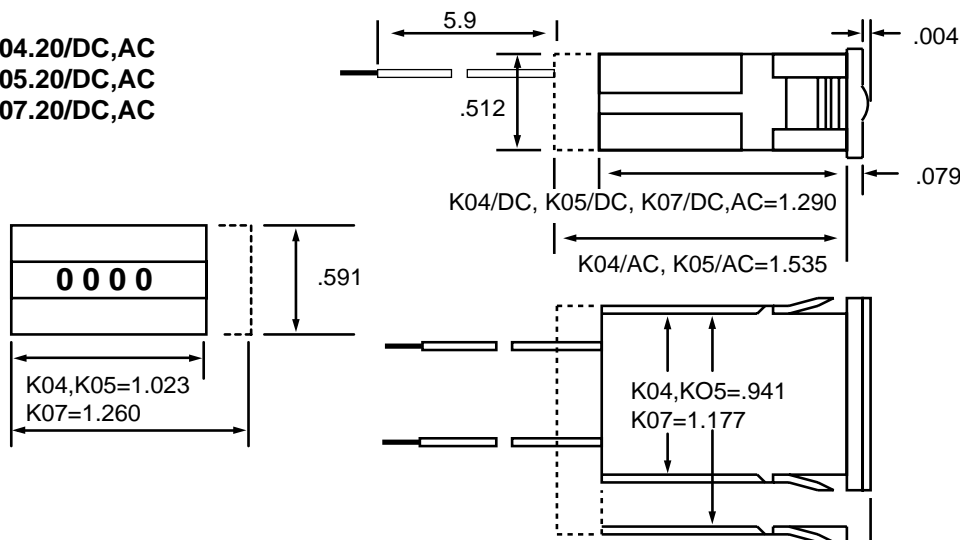 04.20/DC,AC
05.20/DC,AC
07.20/DC,AC
5.9
.004
.512
.079
K04/DC, K05/DC, K07/DC,AC=1.290
K04/AC, K05/AC=1.535
0 0 0 0
.591
K04,K05=1.023
K07=1.260
K04,KO5=.941
K07=1.177